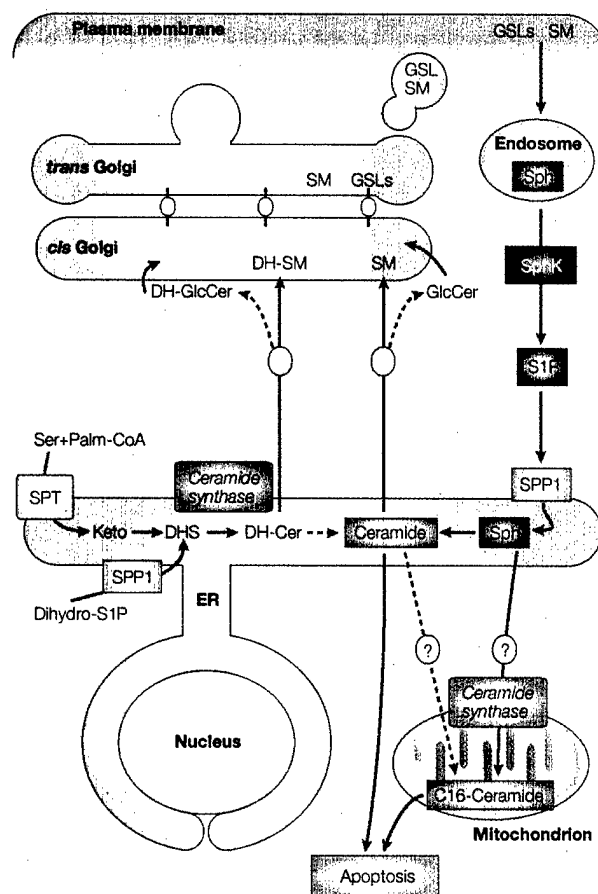 Plasma membrane
GSLs SM
GSL
SM
Endosome
Sph
trans Golgi
SM GSLs
cis Golgi
DH-SM SM
DH-GlcCer
GlcCer
SphK
S1P
Ser+Palm-CoA
Ceramide
synthase
SPT
SPP1
Keto
DHS
DH-Cer
Ceramide
Sph
SPP1
Dihydro-S1P
ER
?
?
Ceramide
synthase
Nucleus
C16-Ceramide
Mitochondrion
Apoptosis